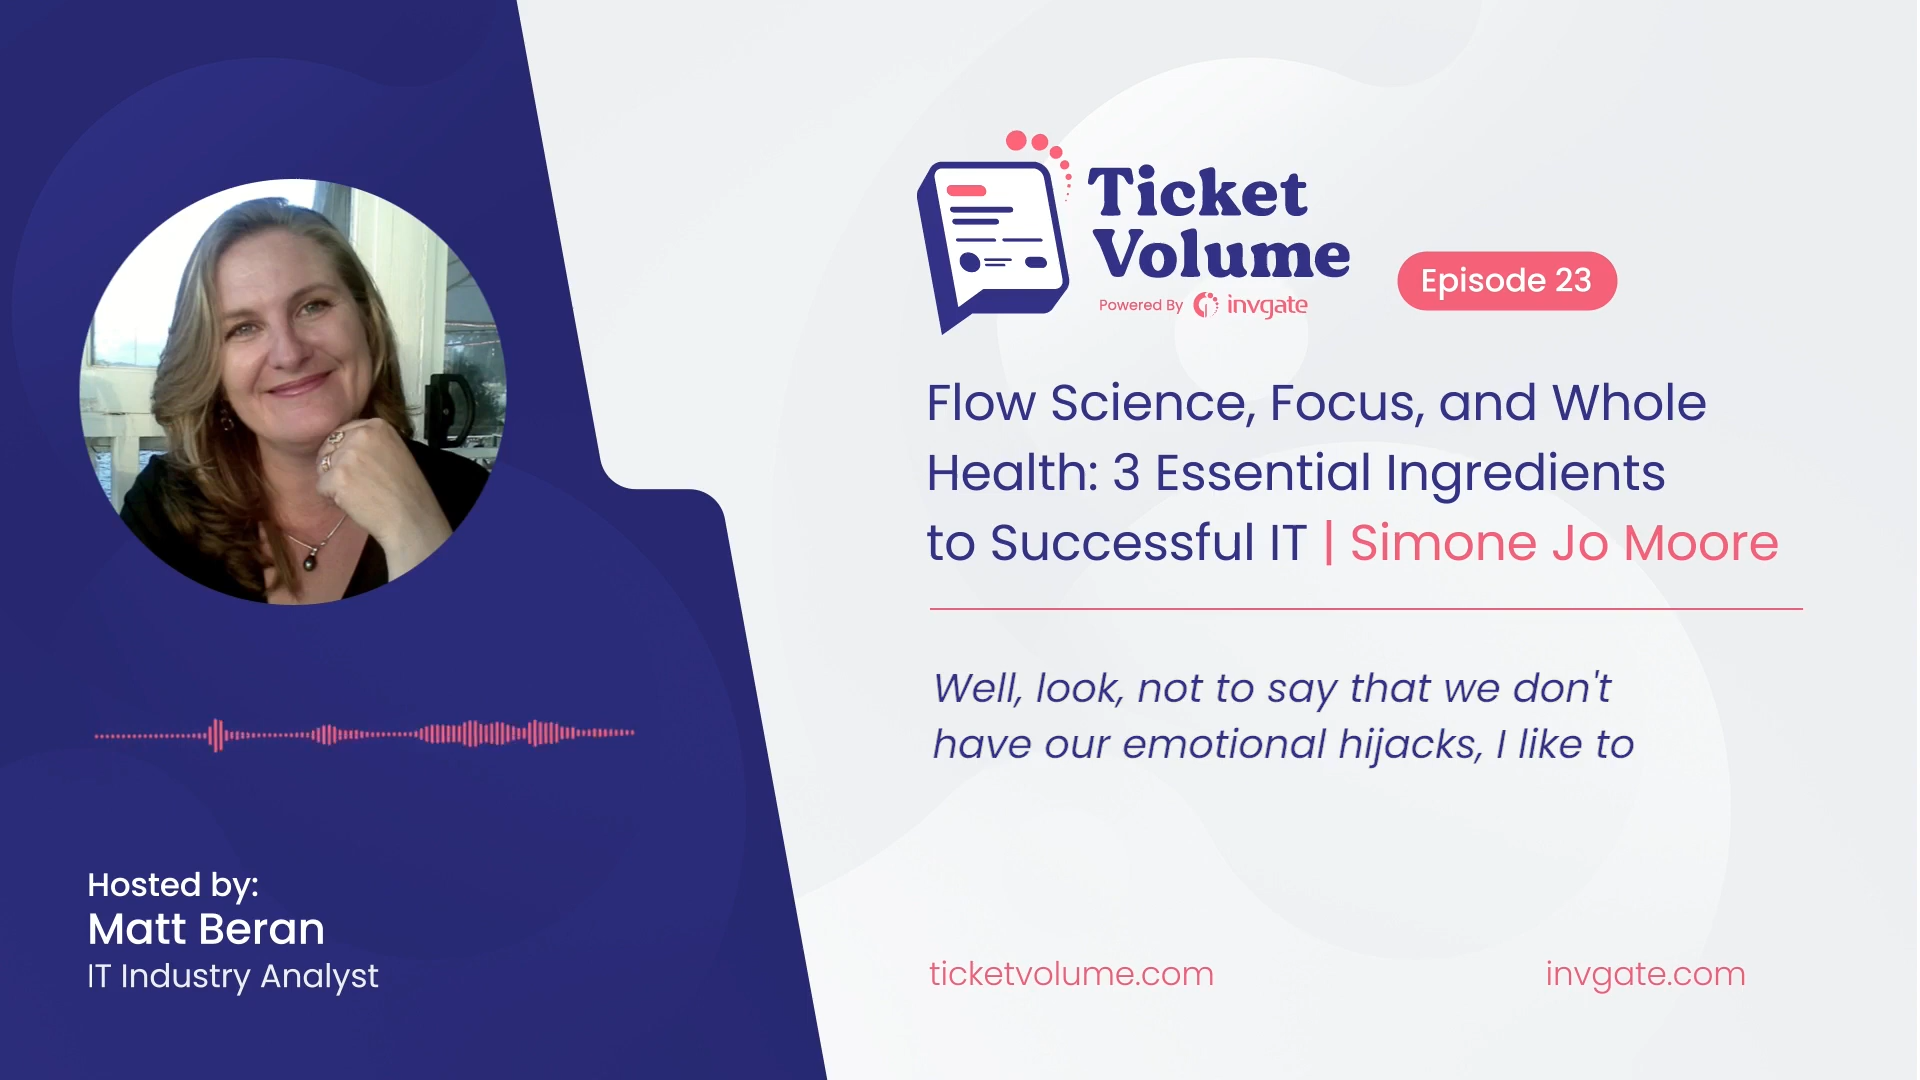 Ticket
Volume
Powered By invgate
Episode 23
Flow Science, Focus, and Whole
Health: 3 Essential Ingredients
to Successful IT | Simone Jo Moore
Well, look, not to say that we don't
have our emotional hijacks, I like to
Hosted by:
Matt Beran
IT Industry Analyst
ticketvolume.com
invgate.com